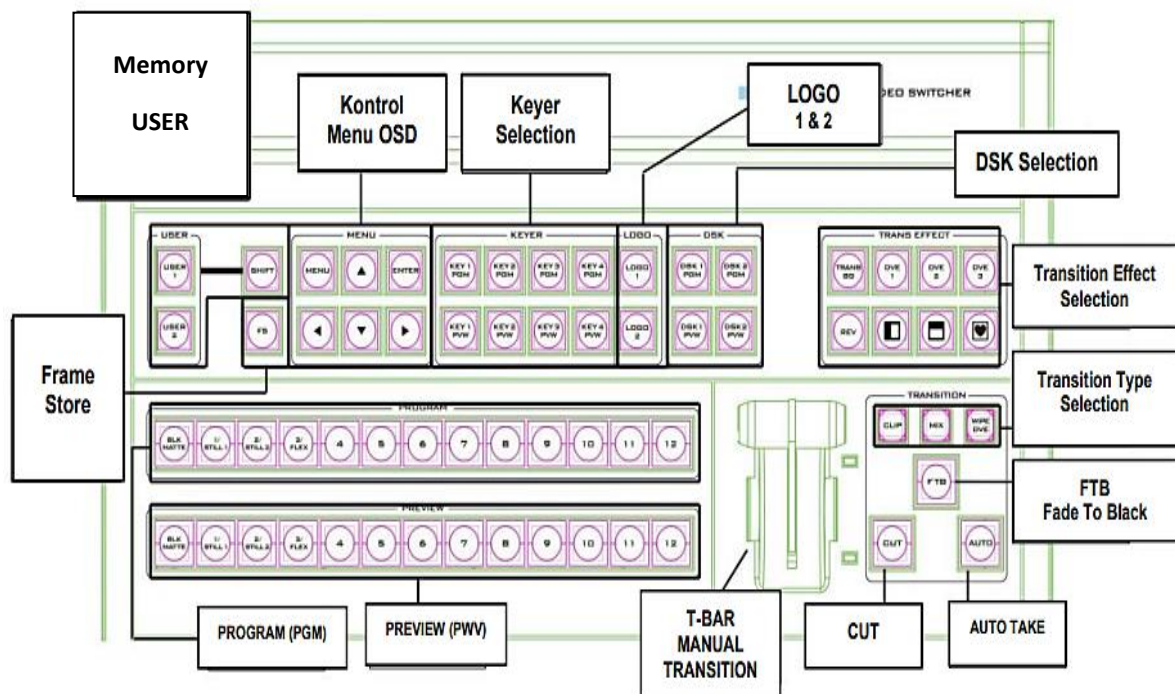 Memory
USER
Kontrol
Menu OSD
Keyer
Selection
LOGO
1 & 2
DEO SWITCHER
DSK Selection
USER
MENU
KEYER
LOGO
DSK
TRANS EFFECT
USER 1
SHIFT
MENU
ENTER
KEY 1 PGM
KEY 2 PGM
KEY 3 PGM
KEY 4 PGM
LOGO 1
DSK 1 PGM
DSK 2 PGM
TRANS BG
DVE 1
DVE 2
DVE 3
USER 2
FS
KEY 1 PVW
KEY 2 PVW
KEY 3 PVW
KEY 4 PVW
LOGO 2
DSK 1 PVW
DSK 2 PVW
REV
Transition Effect
Selection
Frame
Store
PROGRAM
BLK MATTE
1/ STILL 1
2/ STILL 2
3/ FLEX
4
5
6
7
8
9
10
11
12
TRANSITION
CLIP
MIX
WIPE DVE
Transition Type
Selection
FTB
FTB
Fade To Black
PREVIEW
BLK MATTE
1/ STILL 1
2/ STILL 2
3/ FLEX
4
5
6
7
8
9
10
11
12
CUT
AUTO
PROGRAM (PGM)
PREVIEW (PWV)
T-BAR
MANUAL
TRANSITION
CUT
AUTO TAKE